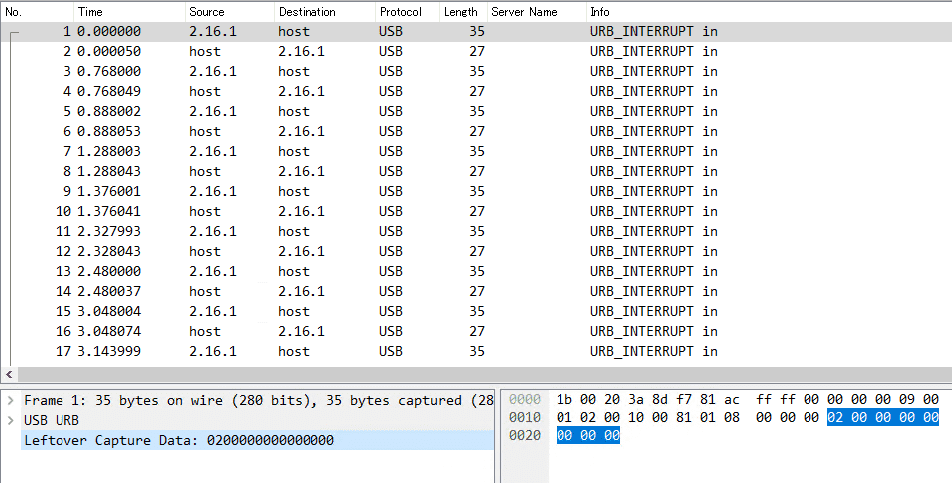 No. Time Source Destination Protocol Length Server Name Info
1 0.000000 2.16.1 host USB 35 URB_INTERRUPT in
2 0.000050 host 2.16.1 USB 27 URB_INTERRUPT in
3 0.768000 2.16.1 host USB 35 URB_INTERRUPT in
4 0.768049 host 2.16.1 USB 27 URB_INTERRUPT in
5 0.888002 2.16.1 host USB 35 URB_INTERRUPT in
6 0.888053 host 2.16.1 USB 27 URB_INTERRUPT in
7 1.288003 2.16.1 host USB 35 URB_INTERRUPT in
8 1.288043 host 2.16.1 USB 27 URB_INTERRUPT in
9 1.376001 2.16.1 host USB 35 URB_INTERRUPT in
10 1.376041 host 2.16.1 USB 27 URB_INTERRUPT in
11 2.327993 2.16.1 host USB 35 URB_INTERRUPT in
12 2.328043 host 2.16.1 USB 27 URB_INTERRUPT in
13 2.480000 2.16.1 host USB 35 URB_INTERRUPT in
14 2.480037 host 2.16.1 USB 27 URB_INTERRUPT in
15 3.048004 2.16.1 host USB 35 URB_INTERRUPT in
16 3.048074 host 2.16.1 USB 27 URB_INTERRUPT in
17 3.143999 2.16.1 host USB 35 URB_INTERRUPT in
Frame 1: 35 bytes on wire (280 bits), 35 bytes captured (28
USB URB
Leftover Capture Data: 0200000000000000
0000 1b 00 20 3a 8d f7 81 ac ff ff 00 00 00 00 09 00
0010 01 02 00 10 00 81 01 08 00 00 00 02 00 00 00 00
0020 00 00 00